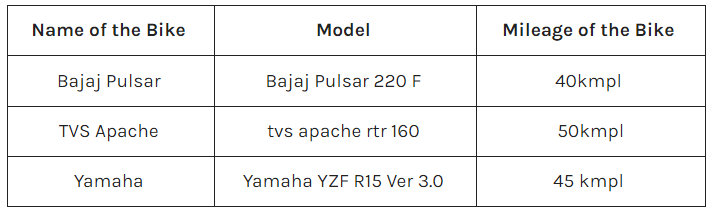 Name of the Bike Model Mileage of the Bike
Bajaj Pulsar Bajaj Pulsar 220 F 40kmpl
TVS Apache tvs apache rtr 160 50kmpl
Yamaha Yamaha YZF R15 Ver 3.0 45 kmpl